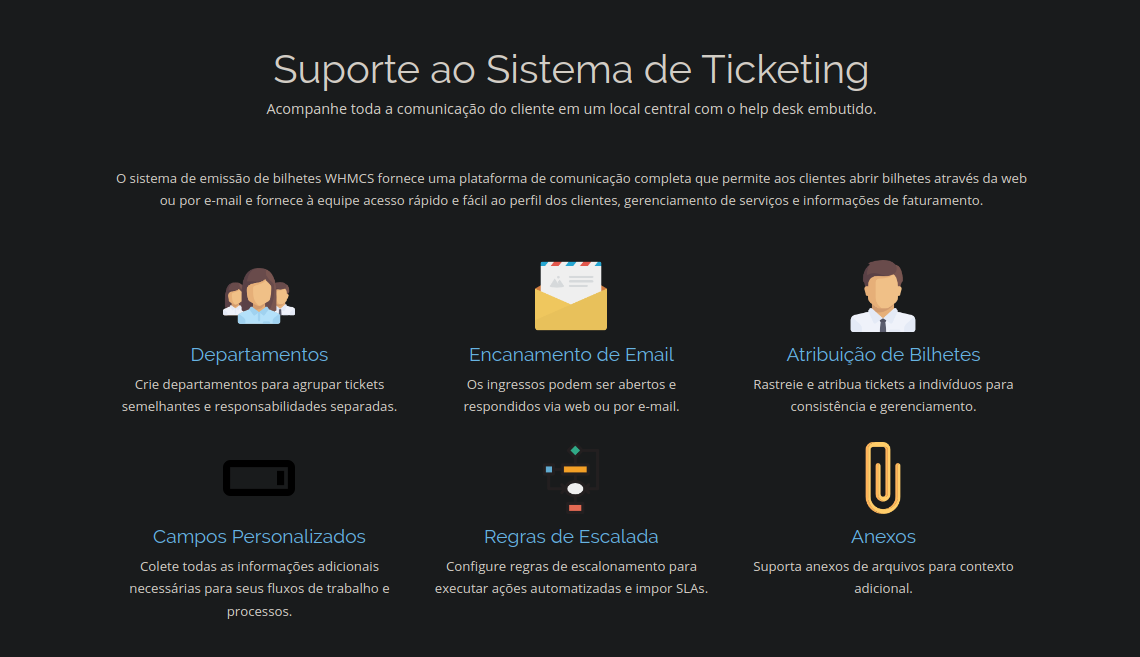 Suporte ao Sistema de Ticketing
Acompanhe toda a comunicação do cliente em um local central com o help desk embutido.
O sistema de emissão de bilhetes WHMCS fornece uma plataforma de comunicação completa que permite aos clientes abrir bilhetes através da web
ou por e-mail e fornece à equipe acesso rápido e fácil ao perfil dos clientes, gerenciamento de serviços e informações de faturamento.
Departamentos
Crie departamentos para agrupar tickets
semelhantes e responsabilidades separadas.
Encanamento de Email
Os ingressos podem ser abertos e
respondidos via web ou por e-mail.
Atribuição de Bilhetes
Rastreie e atribua tickets a indivíduos para
consistência e gerenciamento.
Campos Personalizados
Colete todas as informações adicionais
necessárias para seus fluxos de trabalho e
processos.
Regras de Escalada
Configure regras de escalonamento para
executar ações automatizadas e impor SLAs.
Anexos
Suporta anexos de arquivos para contexto
adicional.